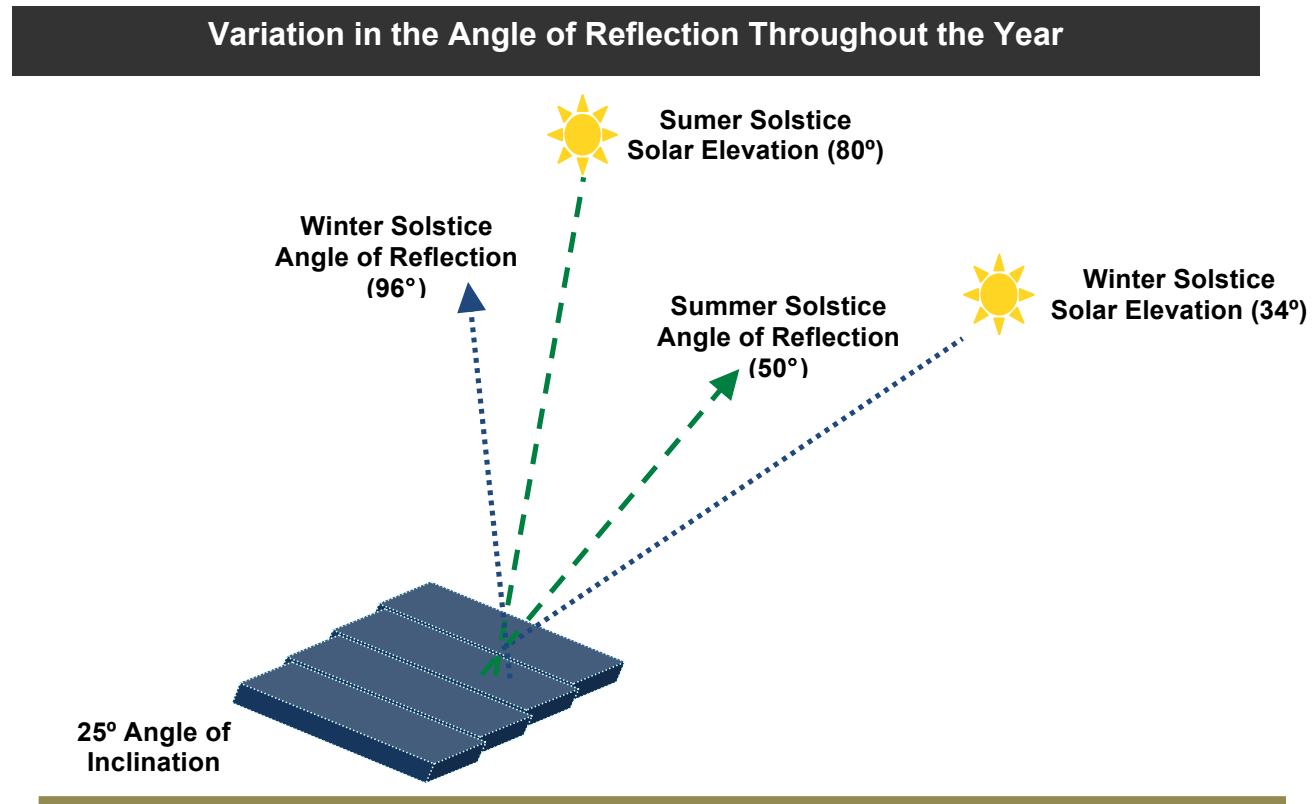 Variation in the Angle of Reflection Throughout the Year
Sumer Solstice
Solar Elevation (80º)
Winter Solstice
Angle of Reflection
(96°)
Winter Solstice
Solar Elevation (34º)
Summer Solstice
Angle of Reflection
(50°)
25º Angle of
Inclination